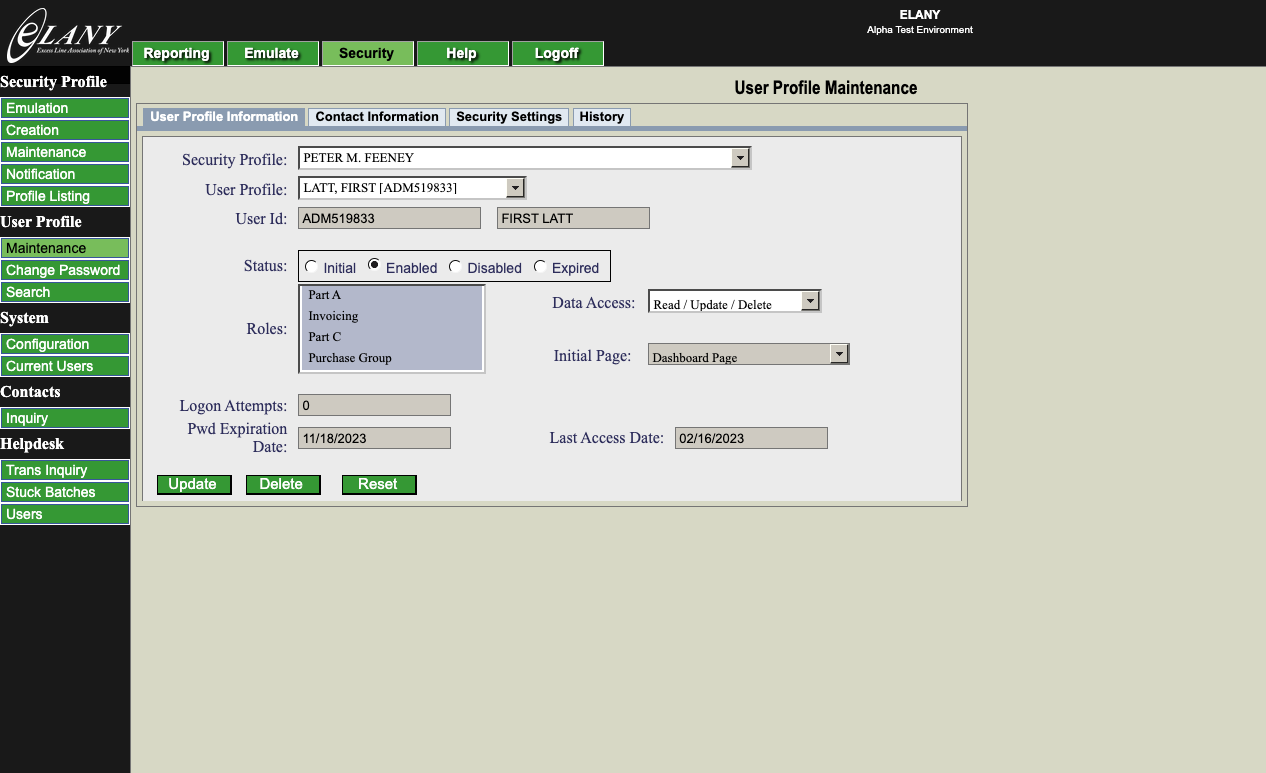 eLANY
Excess Line Association of New York
ELANY
Alpha Test Environment
Reporting
Emulate
Security
Help
Logoff
Security Profile
Emulation
Creation
Maintenance
Notification
Profile Listing
User Profile
Maintenance
Change Password
Search
System
Configuration
Current Users
Contacts
Inquiry
Helpdesk
Trans Inquiry
Stuck Batches
Users
User Profile Maintenance
User Profile Information
Contact Information
Security Settings
History
Security Profile: PETER M. FEENEY
User Profile: LATT, FIRST [ADM519833]
User Id: ADM519833 FIRST LATT
Status: Initial Enabled Disabled Expired
Roles:
Part A
Invoicing
Part C
Purchase Group
Data Access: Read / Update / Delete
Initial Page: Dashboard Page
Logon Attempts: 0
Pwd Expiration
Date: 11/18/2023
Last Access Date: 02/16/2023
Update
Delete
Reset